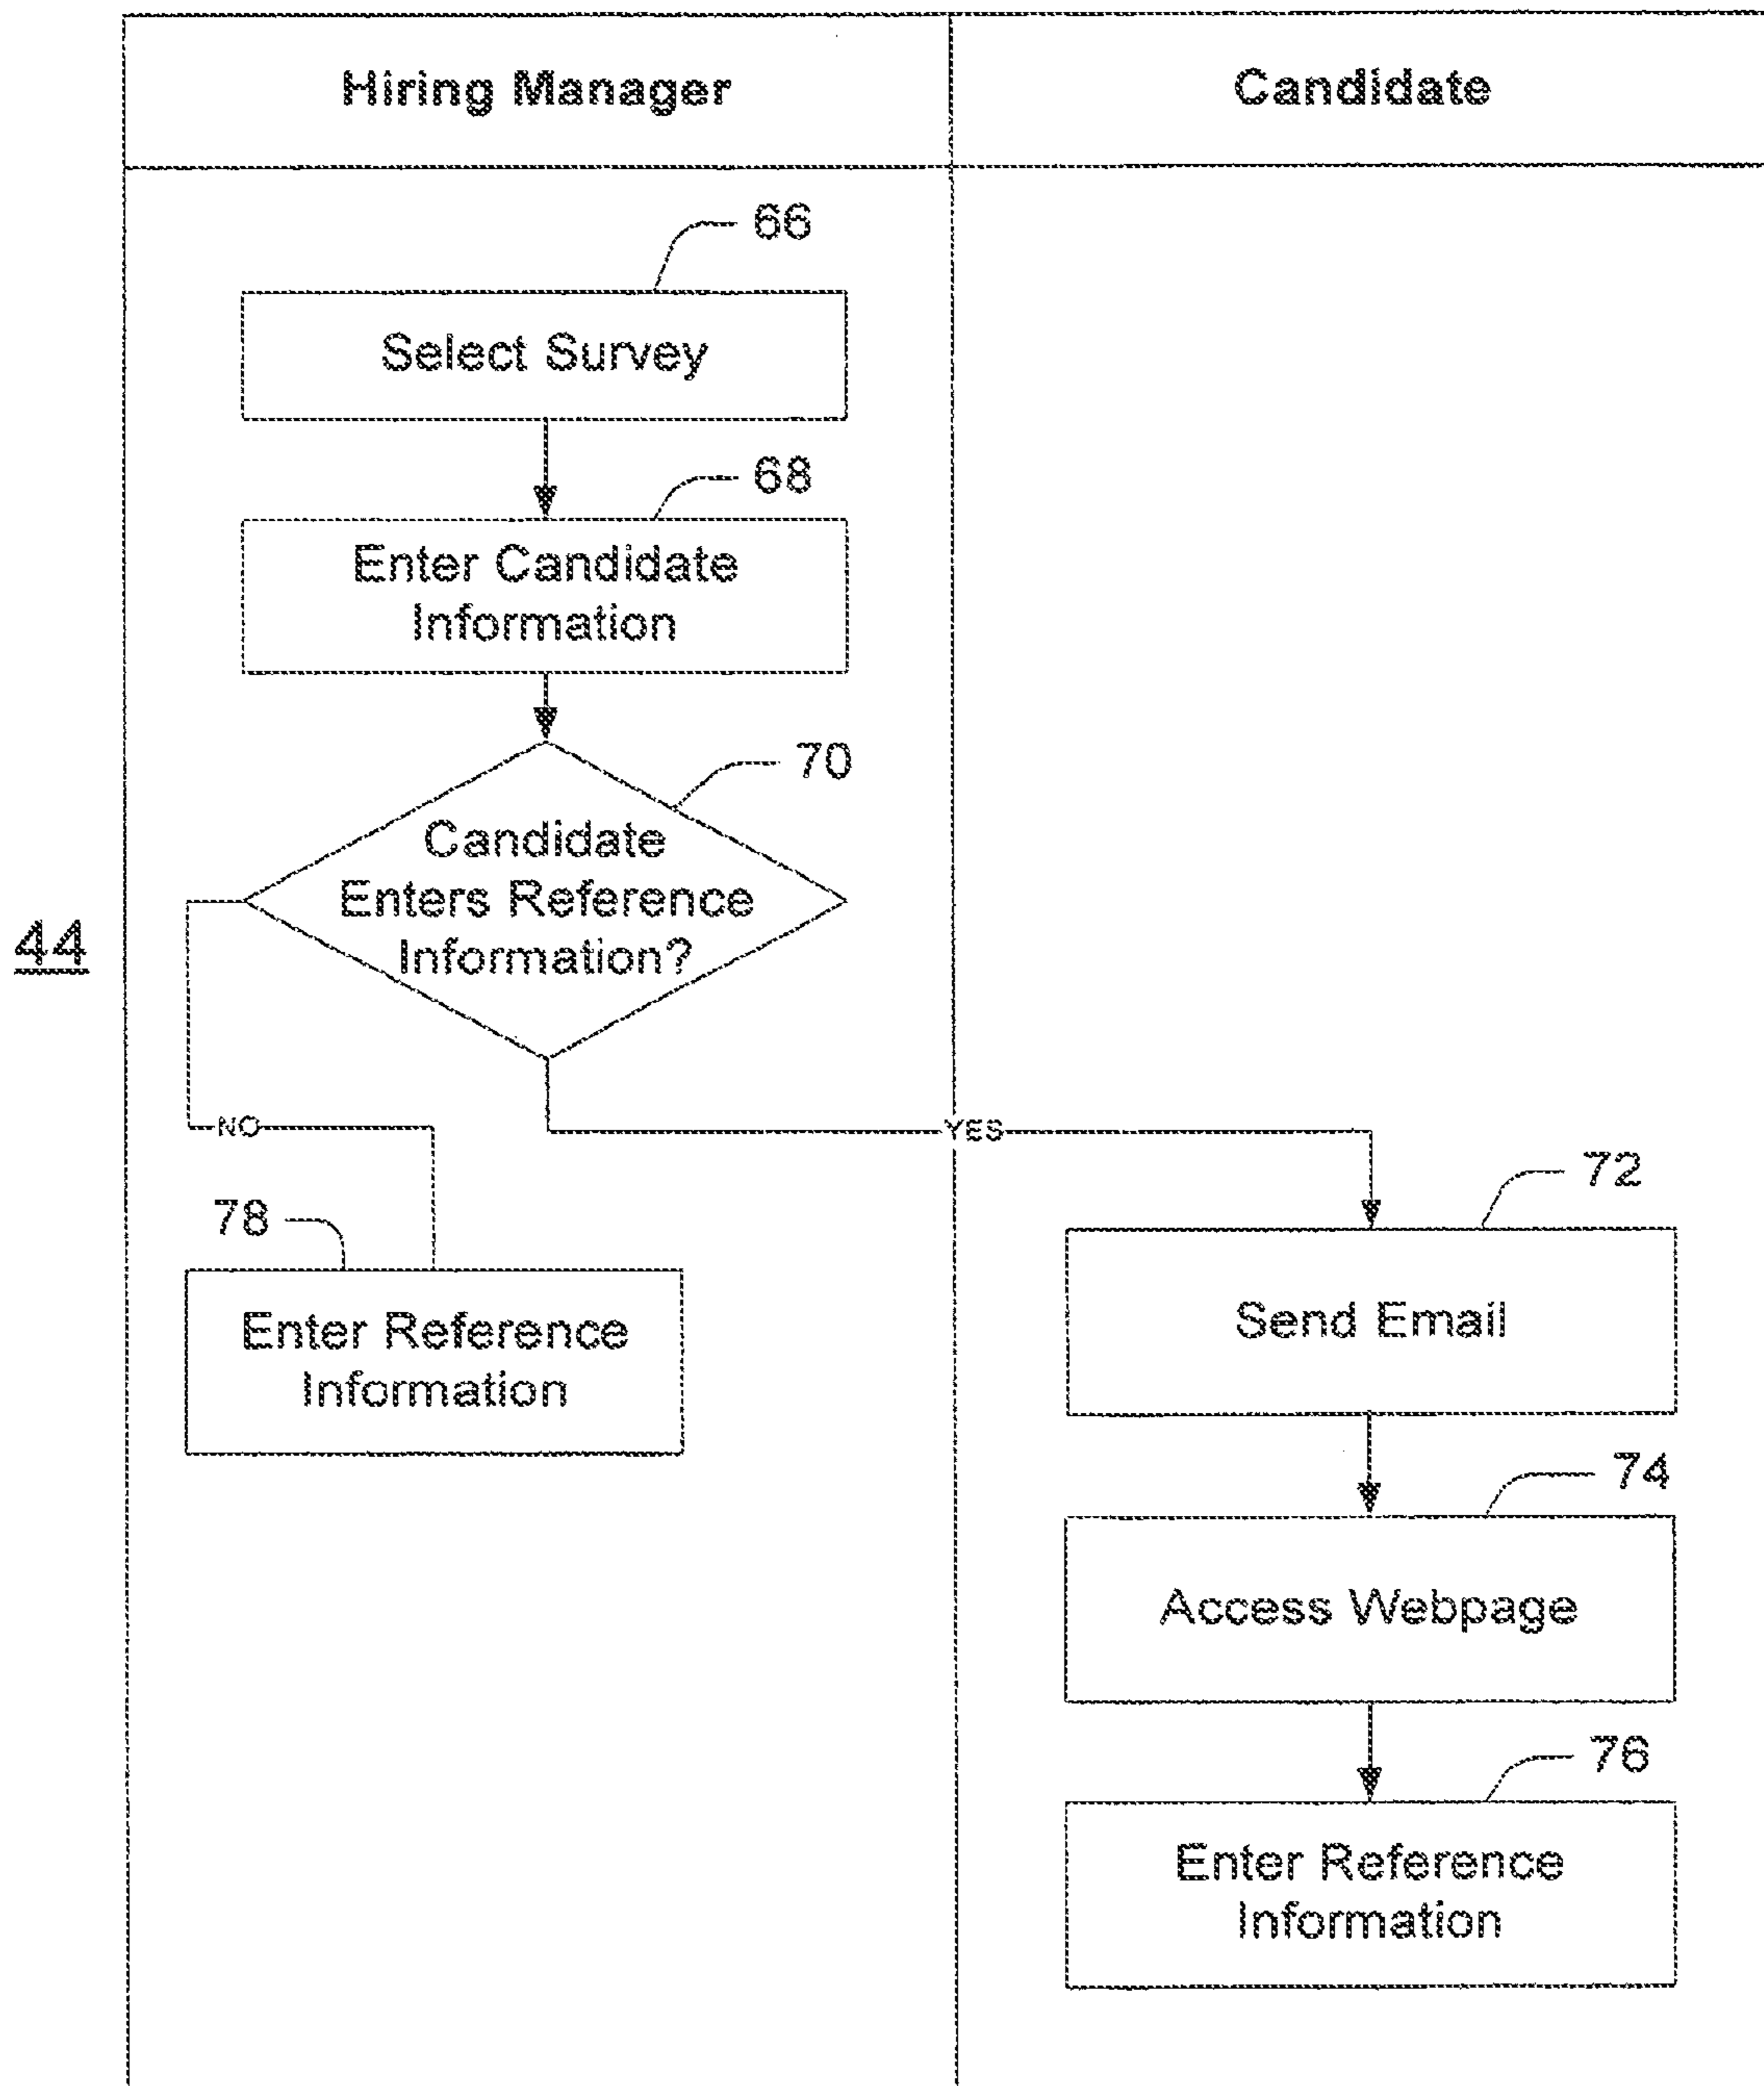 Hiring Manager
Candidate
66
Select Survey
68
Enter Candidate
Information
70
Candidate
Enters Reference
Information?
44
NO
YES
72
78
Send Email
Enter Reference
Information
74
Access Webpage
76
Enter Reference
Information